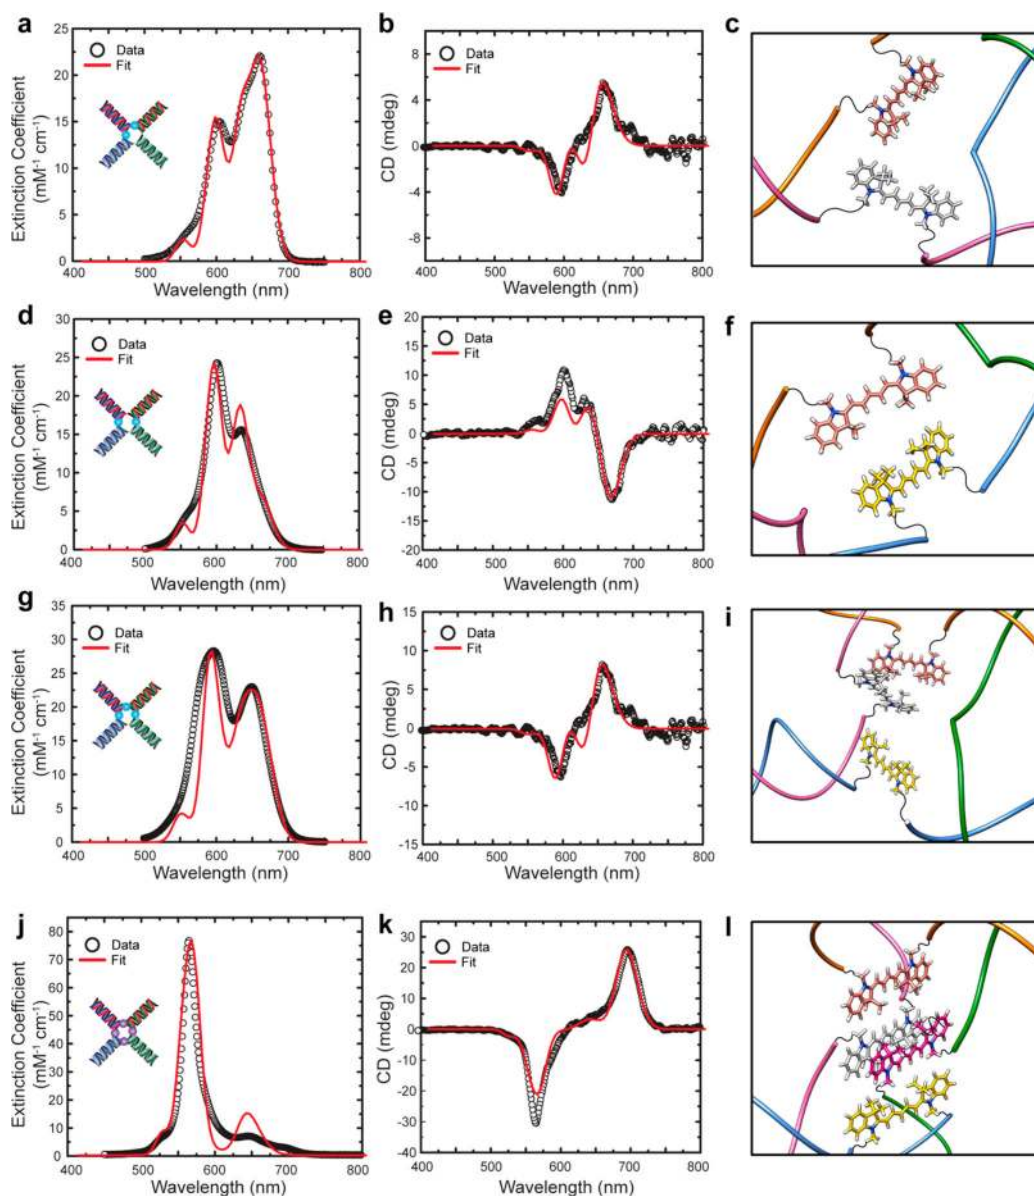 a
25
20
15
10
5
0
Data
Fit
Extinction Coefficient
(mM⁻¹ cm⁻¹)
400 500 600 700 800
Wavelength (nm)
b
8
4
0
-4
-8
Data
Fit
CD (mdeg)
400 500 600 700 800
Wavelength (nm)
c
d
30
25
20
15
10
5
0
Data
Fit
Extinction Coefficient
(mM⁻¹ cm⁻¹)
400 500 600 700 800
Wavelength (nm)
e
20
15
10
5
0
-5
-10
-15
-20
Data
Fit
CD (mdeg)
400 500 600 700 800
Wavelength (nm)
f
g
35
30
25
20
15
10
5
0
Data
Fit
Extinction Coefficient
(mM⁻¹ cm⁻¹)
400 500 600 700 800
Wavelength (nm)
h
15
10
5
0
-5
-10
-15
Data
Fit
CD (mdeg)
400 500 600 700 800
Wavelength (nm)
i
j
80
70
60
50
40
30
20
10
0
Data
Fit
Extinction Coefficient
(mM⁻¹ cm⁻¹)
400 500 600 700 800
Wavelength (nm)
k
30
20
10
0
-10
-20
-30
-40
Data
Fit
CD (mdeg)
400 500 600 700 800
Wavelength (nm)
l